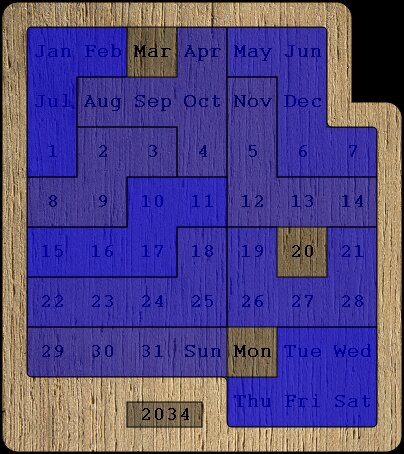 Jan Feb Mar Apr May Jun
Jul Aug Sep Oct Nov Dec
1 2 3 4 5 6 7
8 9 10 11 12 13 14
15 16 17 18 19 20 21
22 23 24 25 26 27 28
29 30 31 Sun Mon Tue Wed
Thu Fri Sat
2034